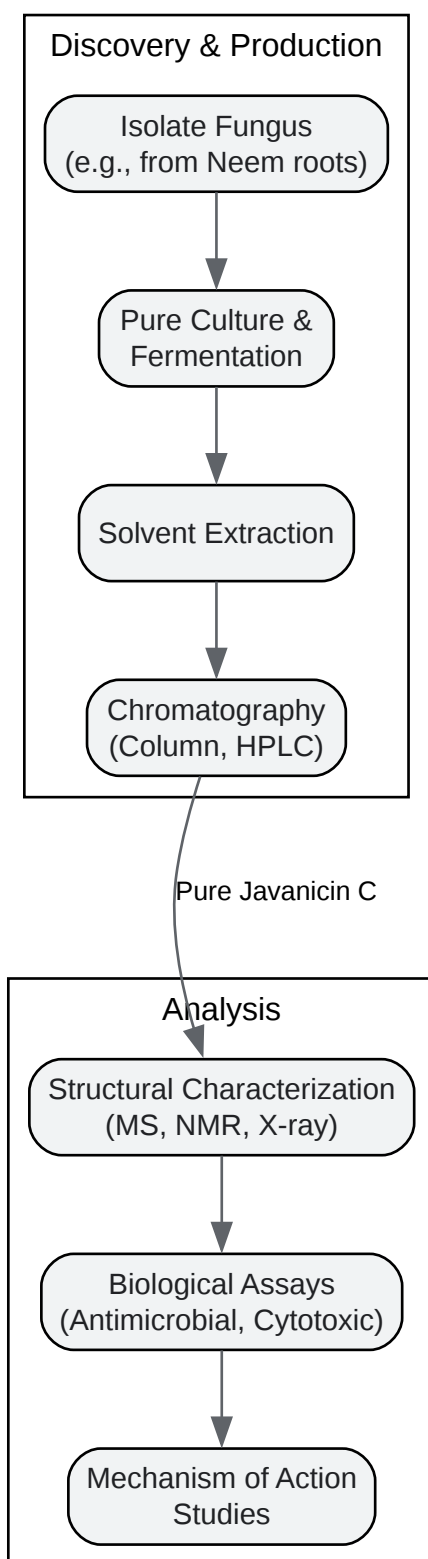 Discovery & Production
Isolate Fungus
(e.g., from Neem roots)
Pure Culture &
Fermentation
Solvent Extraction
Chromatography
(Column, HPLC)
Pure Javanicin C
Analysis
Structural Characterization
(MS, NMR, X-ray)
Biological Assays
(Antimicrobial, Cytotoxic)
Mechanism of Action
Studies